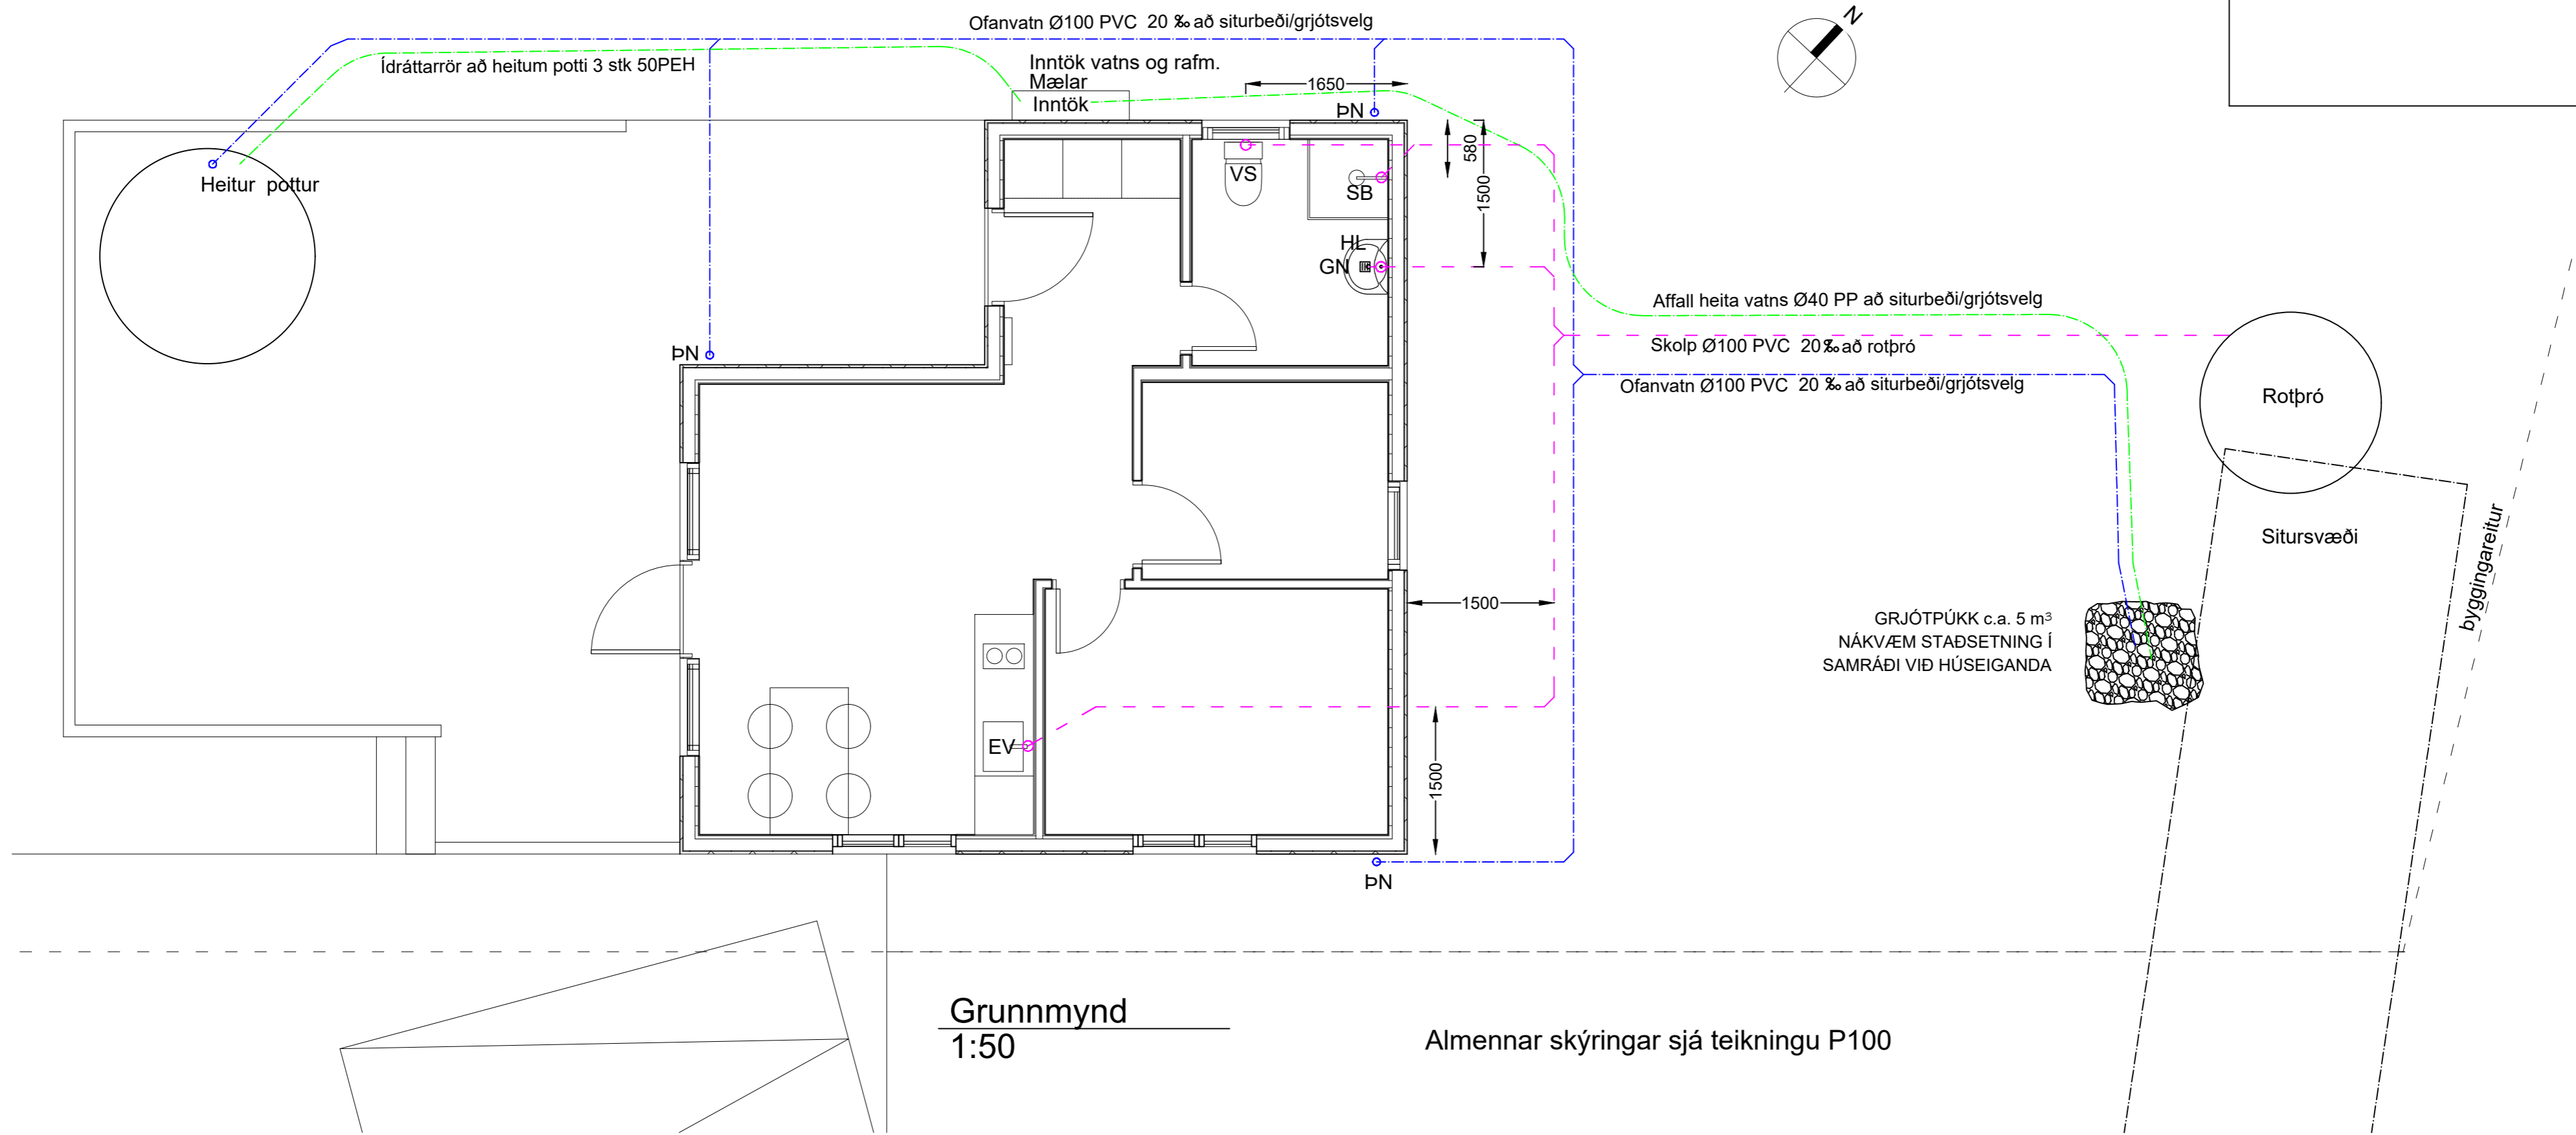 Ofanvatn Ø100 PVC 20 ‰ að siturbeði/grjótsvelg
N
Ídráttarrör að heitum potti 3 stk 50PEH
Inntök vatns og rafm.
Mælar
Inntök
1650
ÞN
580
1500
Heitur pottur
VS
SB
HL
GN
Affall heita vatns Ø40 PP að siturbeði/grjótsvelg
Skolp Ø100 PVC 20‰ að rotþró
ÞN
Ofanvatn Ø100 PVC 20 ‰ að siturbeði/grjótsvelg
Rotþró
Siturs​væði
byggingareitur
1500
GRJÓTPÚKK c.a. 5 m³
NÁKVÆM STAÐSETNING Í
SAMRÁÐI VIÐ HÚSEIGANDA
EV
1500
ÞN
Grunnmynd
1:50
Almennar skýringar sjá teikningu P100